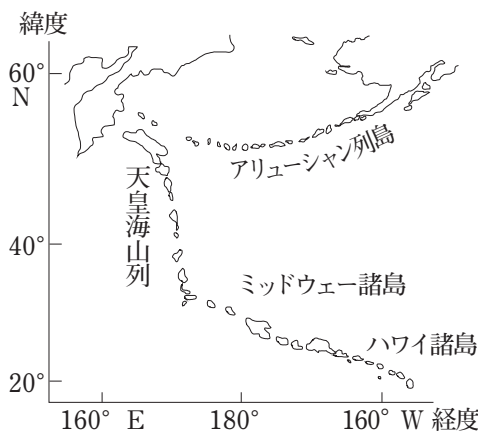 緯度
60°
N
アリューシャン列島
天皇海山列
40°
ミッドウェー諸島
ハワイ諸島
20°
160° E 180° 160° W 経度